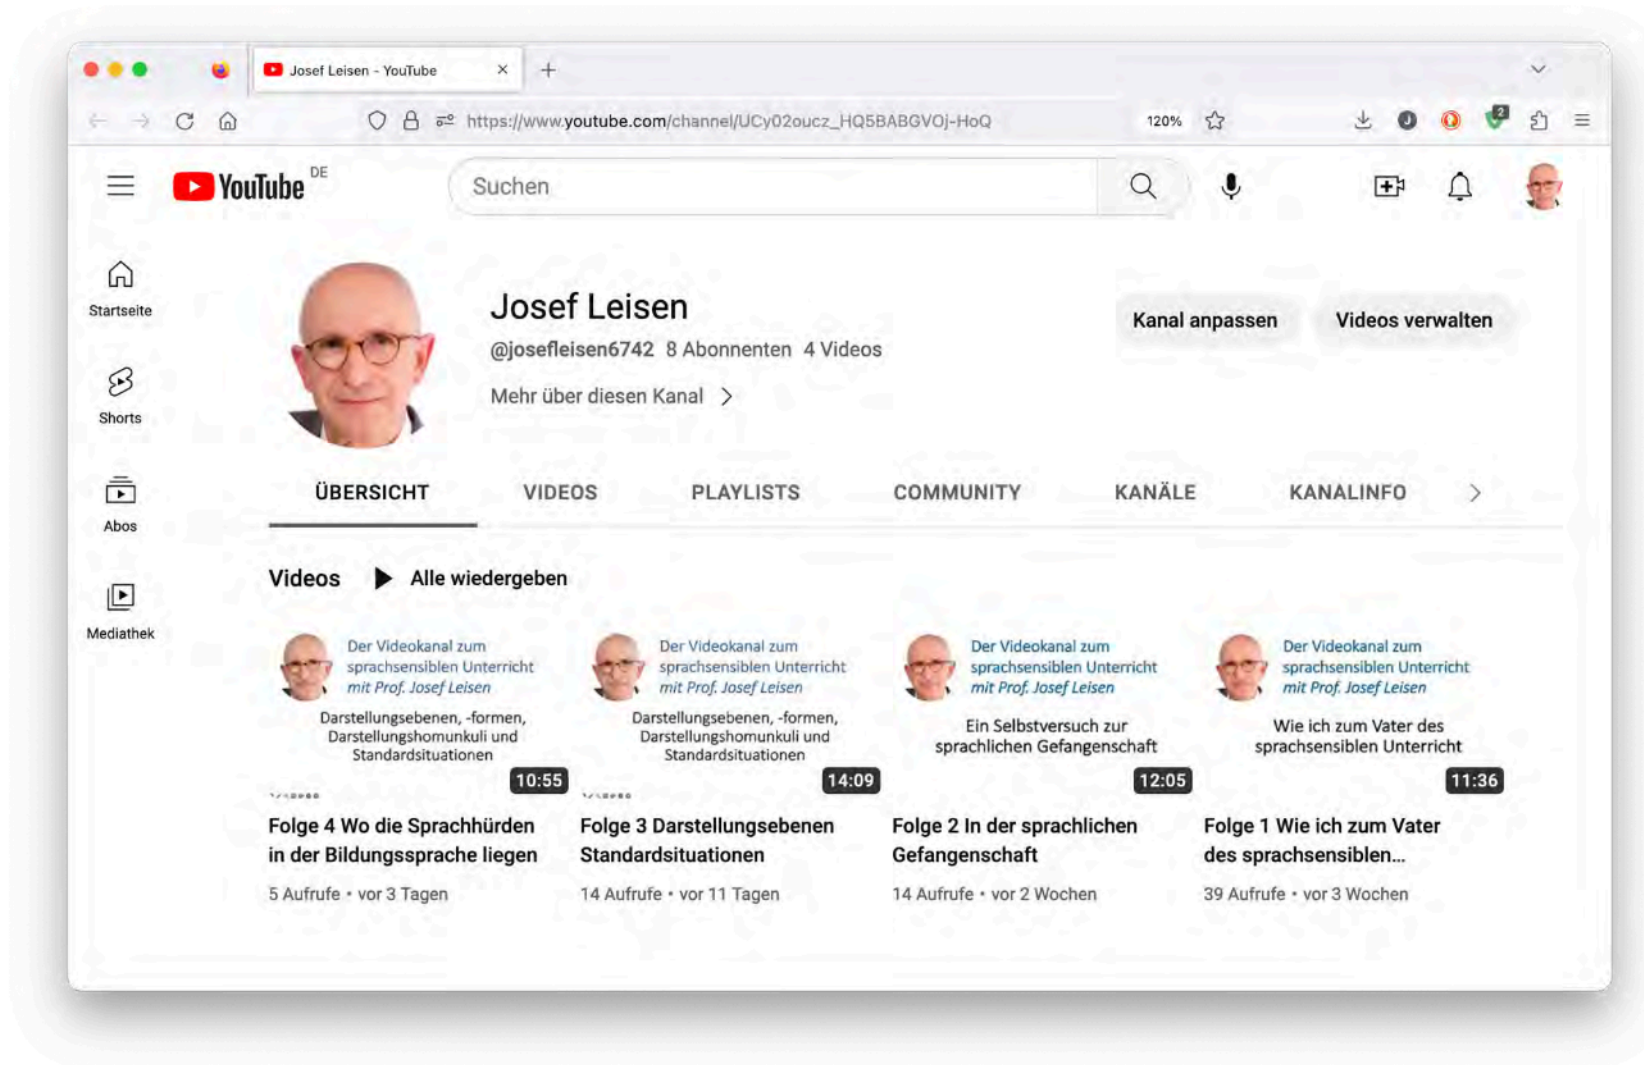 Josef Leisen - YouTube
https://www.youtube.com/channel/UCy02oucz_HQ5BABGVOj-HoQ
120%
2
J
YouTube DE
Suchen
Startseite
Shorts
Abos
Mediathek
Josef Leisen
@josefleisen6742 8 Abonnenten 4 Videos
Mehr über diesen Kanal
Kanal anpassen
Videos verwalten
ÜBERSICHT VIDEOS PLAYLISTS COMMUNITY KANÄLE KANALINFO
Videos Alle wiedergeben
Der Videokanal zum
sprachsensiblen Unterricht
mit Prof. Josef Leisen
Darstellungsebenen, -formen,
Darstellungshomunkuli und
Standardsituationen
10:55
Folge 4 Wo die Sprachhürden
in der Bildungssprache liegen
5 Aufrufe • vor 3 Tagen
Der Videokanal zum
sprachsensiblen Unterricht
mit Prof. Josef Leisen
Darstellungsebenen, -formen,
Darstellungshomunkuli und
Standardsituationen
14:09
Folge 3 Darstellungsebenen
Standardsituationen
14 Aufrufe • vor 11 Tagen
Der Videokanal zum
sprachsensiblen Unterricht
mit Prof. Josef Leisen
Ein Selbstversuch zur
sprachlichen Gefangenschaft
12:05
Folge 2 In der sprachlichen
Gefangenschaft
14 Aufrufe • vor 2 Wochen
Der Videokanal zum
sprachsensiblen Unterricht
mit Prof. Josef Leisen
Wie ich zum Vater des
sprachsensiblen Unterricht
11:36
Folge 1 Wie ich zum Vater
des sprachsensiblen...
39 Aufrufe • vor 3 Wochen